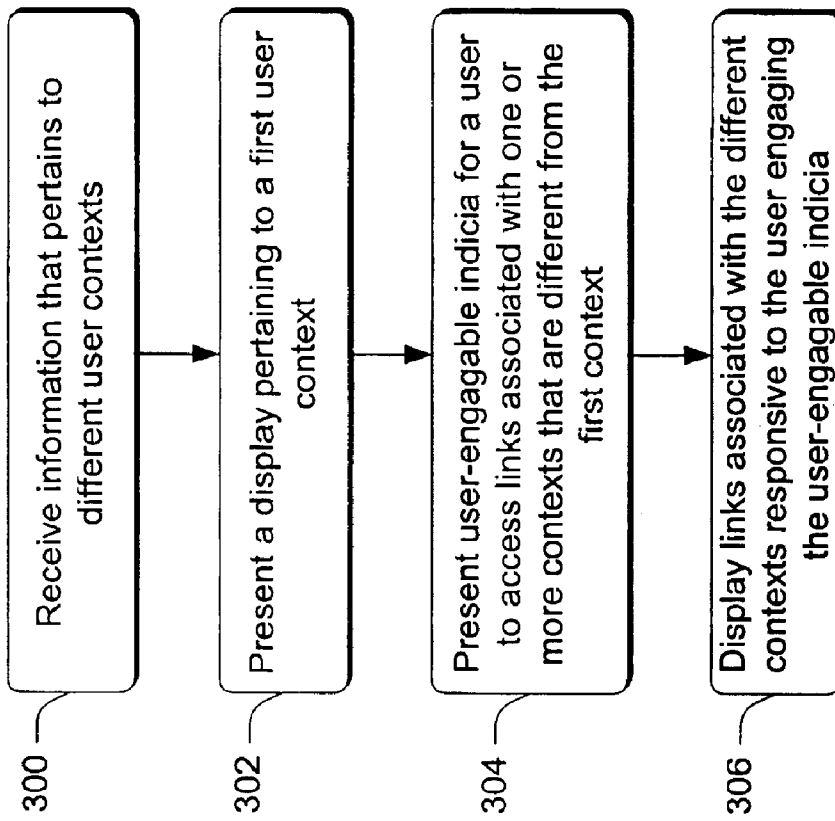 300
Receive information that pertains to
different user contexts
302
Present a display pertaining to a first user
context
304
Present user-engagable indicia for a user
to access links associated with one or
more contexts that are different from the
first context
306
Display links associated with the different
contexts responsive to the user engaging
the user-engagable indicia